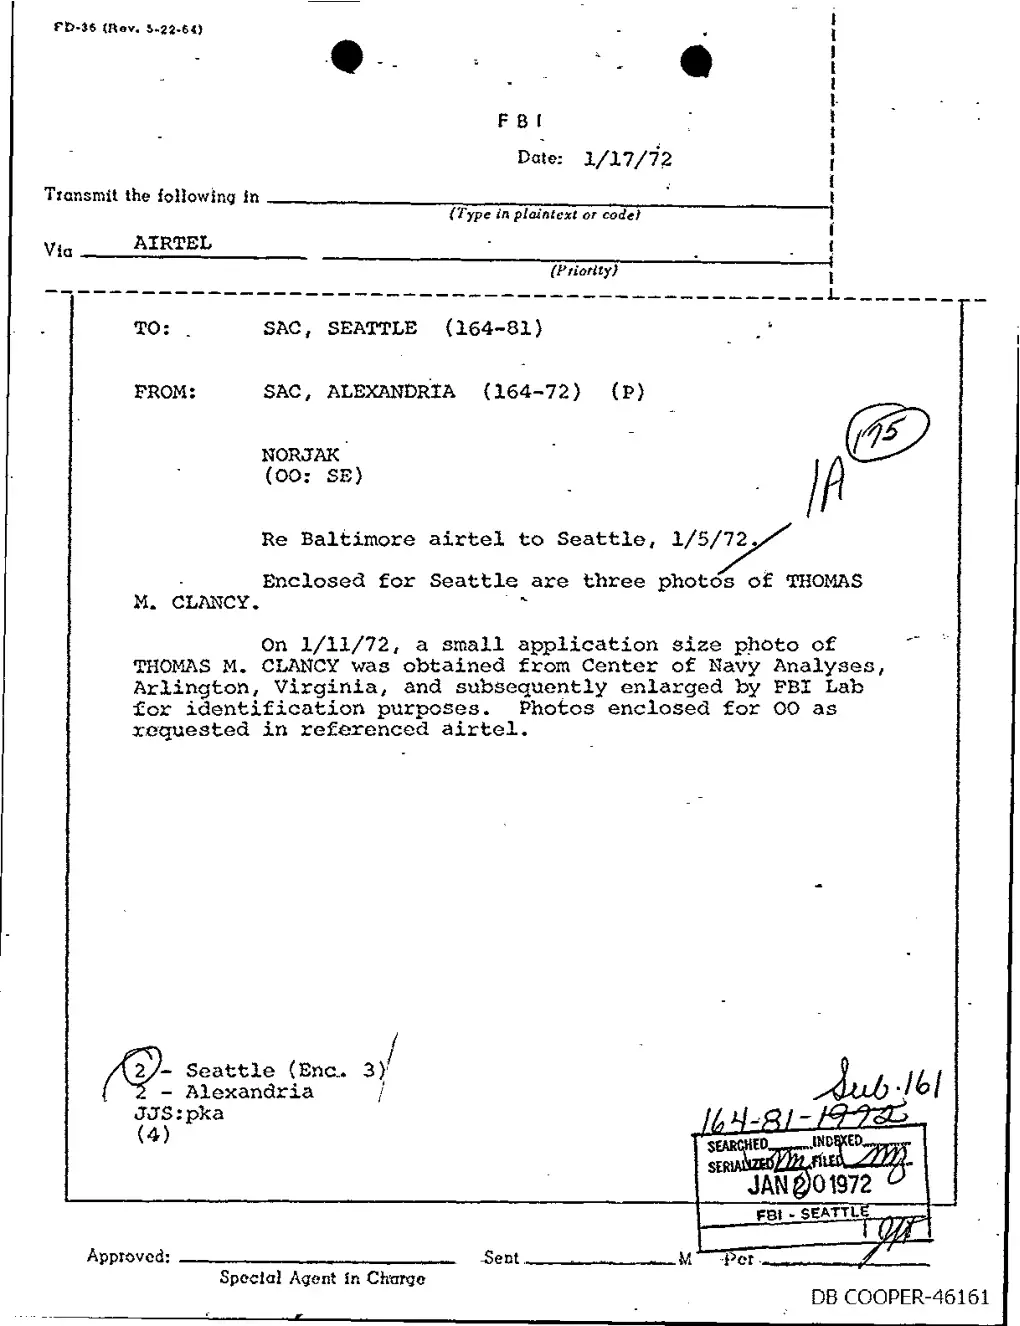 FD-36 (Rev. 5-22-64)
F B I
Date: 1/17/72
Transmit the following in
(Type in plaintext or code)
Via AIRTEL
(Priority)
TO: SAC, SEATTLE (164-81)
FROM: SAC, ALEXANDRIA (164-72) (P)
175
1A
NORJAK
(OO: SE)
Re Baltimore airtel to Seattle, 1/5/72.
Enclosed for Seattle are three photos of THOMAS
M. CLANCY.
On 1/11/72, a small application size photo of
THOMAS M. CLANCY was obtained from Center of Navy Analyses,
Arlington, Virginia, and subsequently enlarged by FBI Lab
for identification purposes. Photos enclosed for OO as
requested in referenced airtel.
2 - Seattle (Enc. 3)
2 - Alexandria
JJS:pka
(4)
Sub. 161
164-81-1972
SEARCHED INDEXED
SERIALIZED FILED
JAN 20 1972
FBI - SEATTLE
Approved: Sent M Per
Special Agent in Charge
DB COOPER-46161